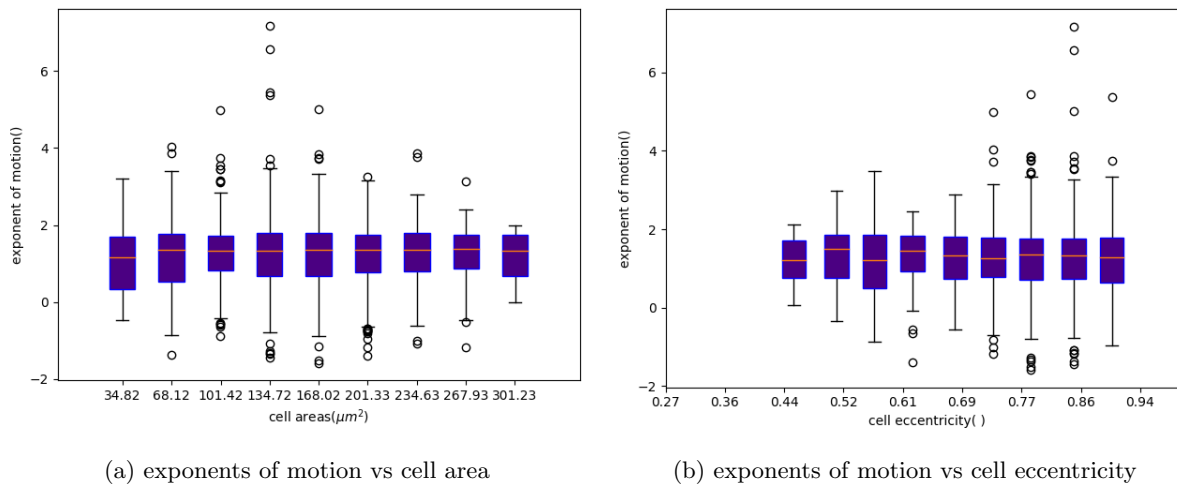 6
4
2
0
−2
exponent of motion()
34.82 68.12 101.42 134.72 168.02 201.33 234.63 267.93 301.23
cell areas(μm²)
(a) exponents of motion vs cell area
6
4
2
0
−2
exponent of motion()
0.27 0.36 0.44 0.52 0.61 0.69 0.77 0.86 0.94
cell eccentricity( )
(b) exponents of motion vs cell eccentricity